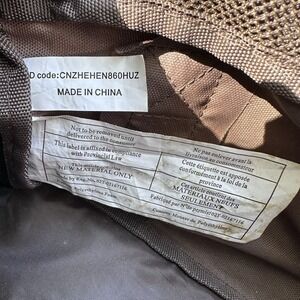 D code:CNZHEHEN860HUZ
MADE IN CHINA
Not to be removed until
delivered to the consumer
This label is affixed in compliance
with Provincial Law
NEW MATERIAL ONLY
Ne pas enlever avant la
livraison au consommateur
Cette étiquette est apposée
conformément à la loi de la
province
MATÉRIAUX NEUFS
SEULEMENT